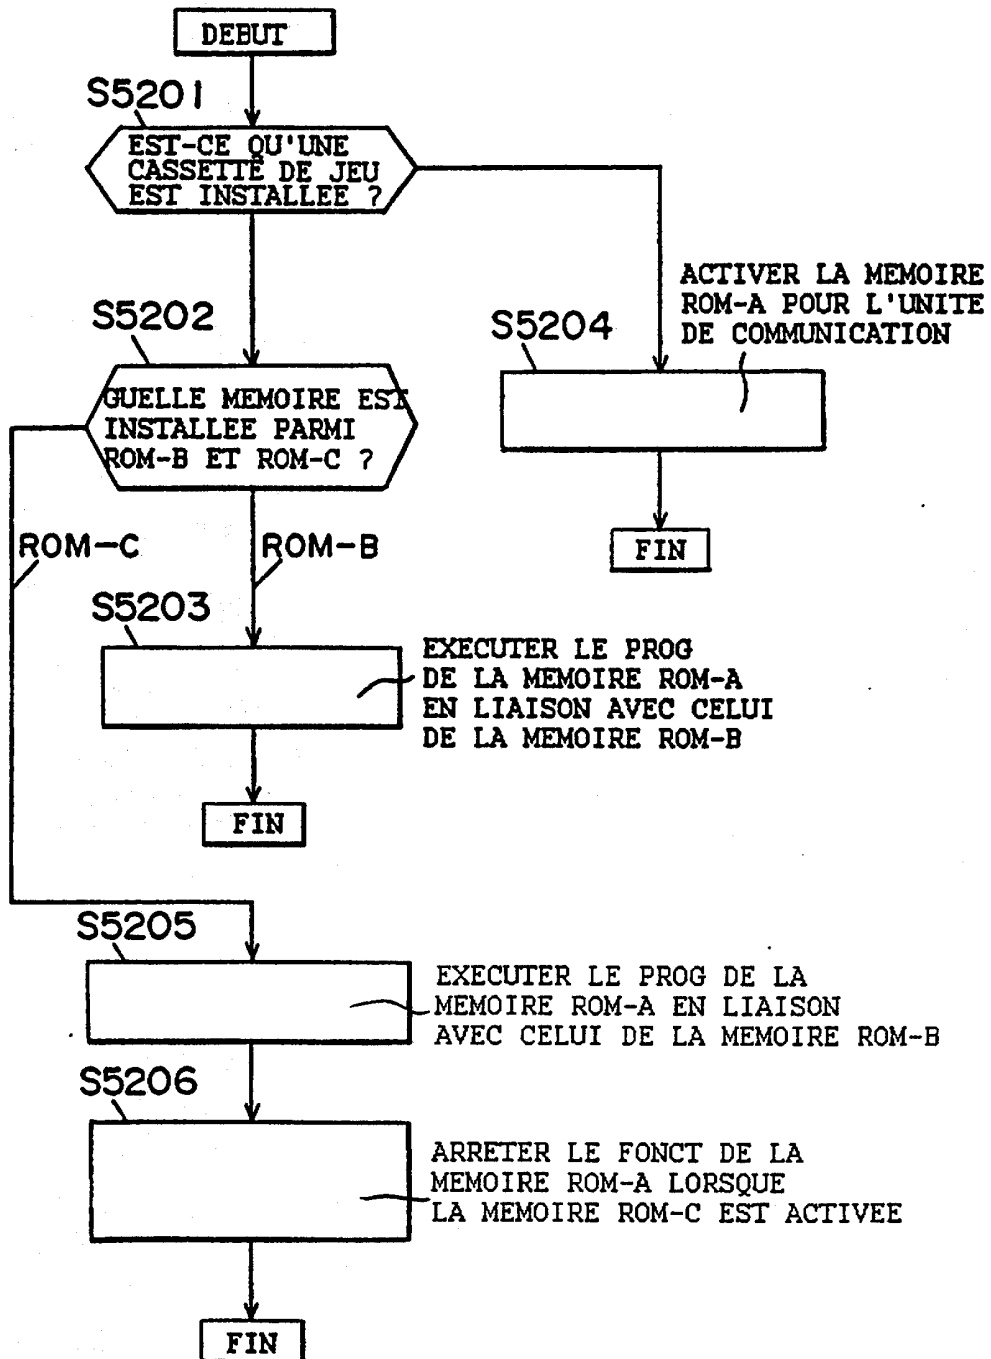 DEBUT
S5201
EST-CE QU'UNE
CASSETTE DE JEU
EST INSTALLEE ?
ACTIVER LA MEMOIRE
ROM-A POUR L'UNITE
DE COMMUNICATION
S5202
S5204
GUELLE MEMOIRE EST
INSTALLEE PARMI
ROM-B ET ROM-C ?
ROM-C
ROM-B
FIN
S5203
EXECUTER LE PROG
DE LA MEMOIRE ROM-A
EN LIAISON AVEC CELUI
DE LA MEMOIRE ROM-B
FIN
S5205
EXECUTER LE PROG DE LA
MEMOIRE ROM-A EN LIAISON
AVEC CELUI DE LA MEMOIRE ROM-B
S5206
ARRETER LE FONCT DE LA
MEMOIRE ROM-A LORSQUE
LA MEMOIRE ROM-C EST ACTIVEE
FIN